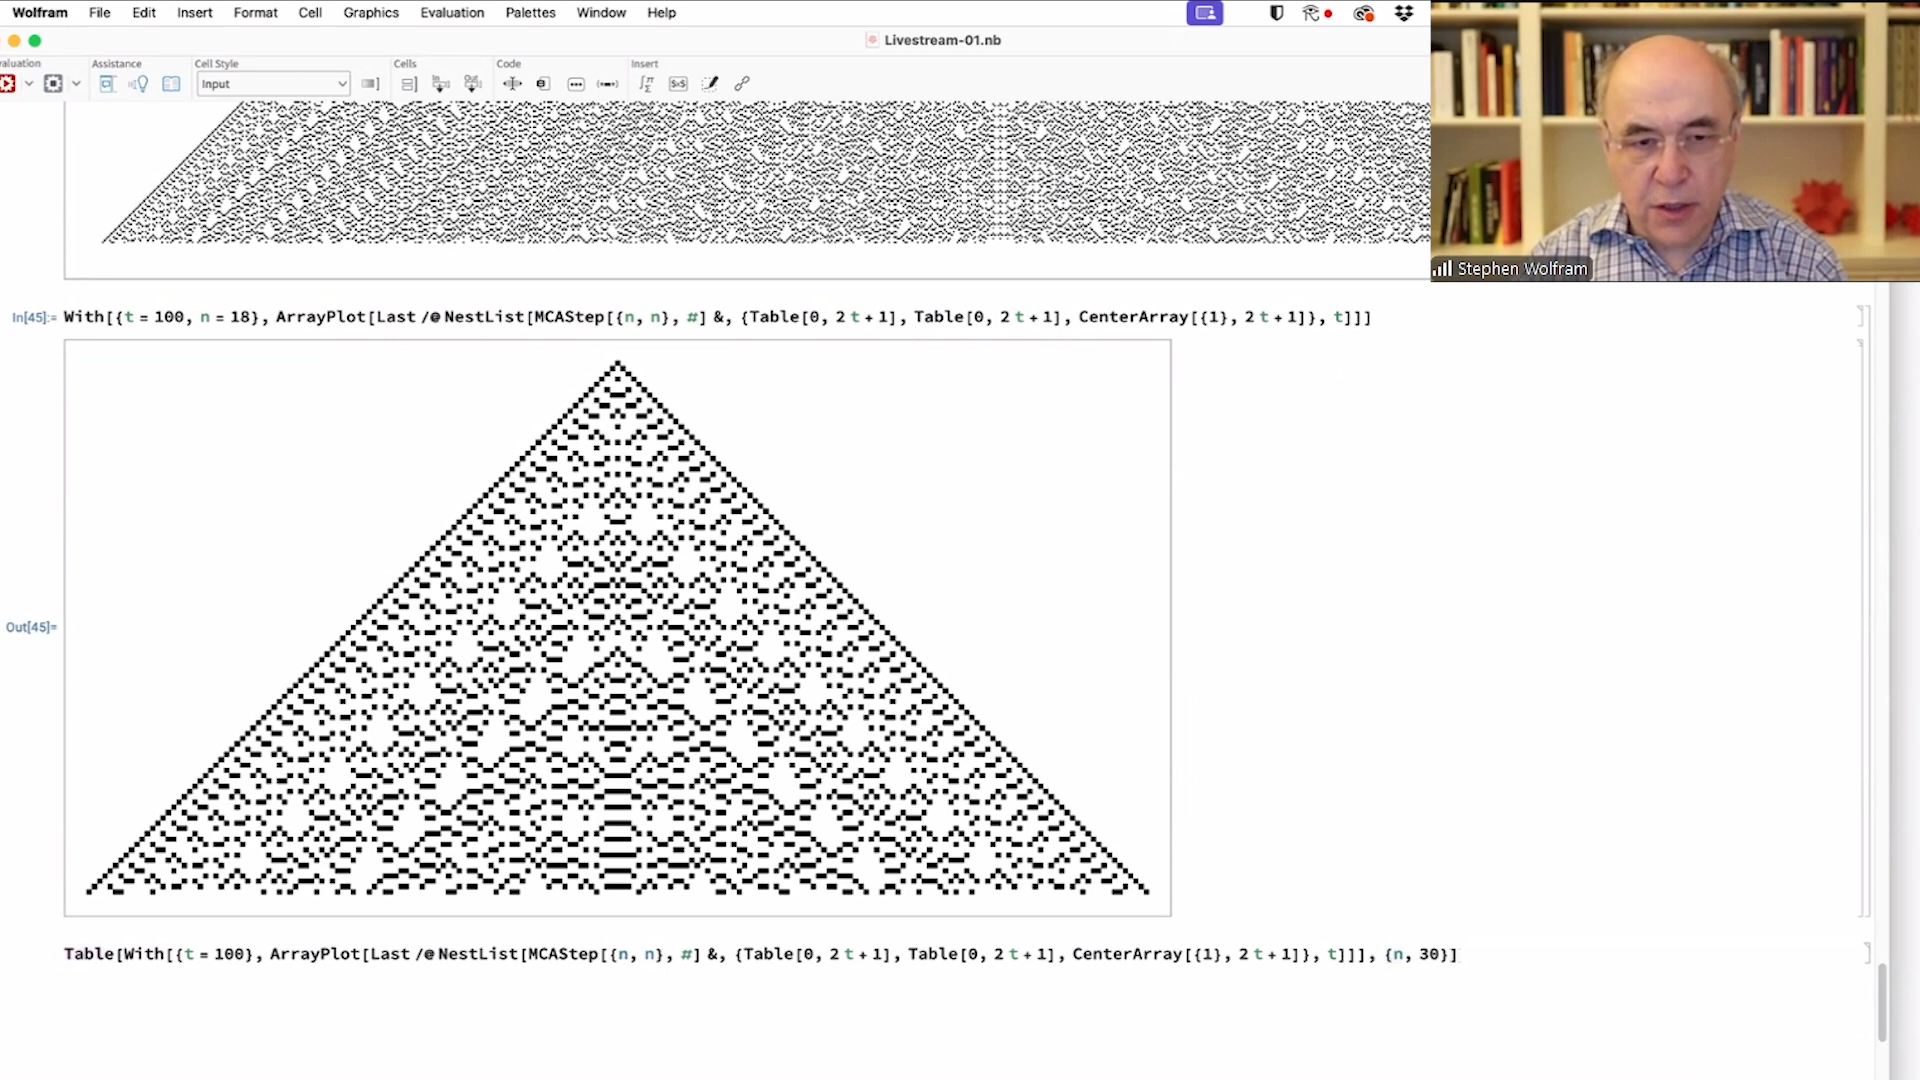 Wolfram File Edit Insert Format Cell Graphics Evaluation Palettes Window Help
Livestream-01.nb
valuation Assistance Cell Style Cells Code Insert
Input
Stephen Wolfram
In[45]:= With[{t = 100, n = 18}, ArrayPlot[Last /@ NestList[MCAStep[{n, n}, #] &, {Table[0, 2 t + 1], Table[0, 2 t + 1], CenterArray[{1}, 2 t + 1]}, t]]]
Out[45]=
Table[With[{t = 100}, ArrayPlot[Last /@ NestList[MCAStep[{n, n}, #] &, {Table[0, 2 t + 1], Table[0, 2 t + 1], CenterArray[{1}, 2 t + 1]}, t]]], {n, 30}]